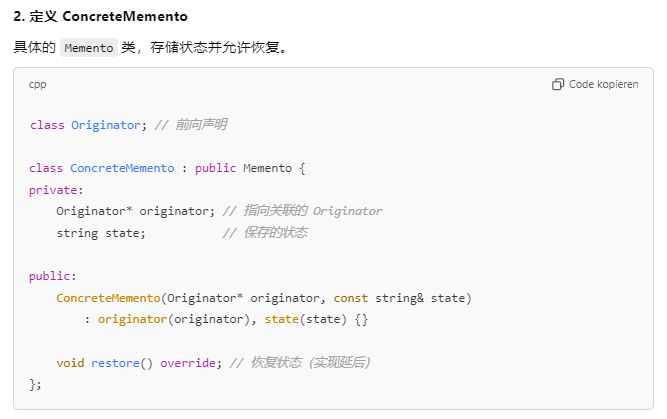 2. 定义 ConcreteMemento
具体的 Memento 类，存储状态并允许恢复。
cpp
Code kopieren
class Originator; // 前向声明
class ConcreteMemento : public Memento {
private:
    Originator* originator; // 指向关联的 Originator
    string state;           // 保存的状态
public:
    ConcreteMemento(Originator* originator, const string& state)
        : originator(originator), state(state) {}
    void restore() override; // 恢复状态（实现延后）
};